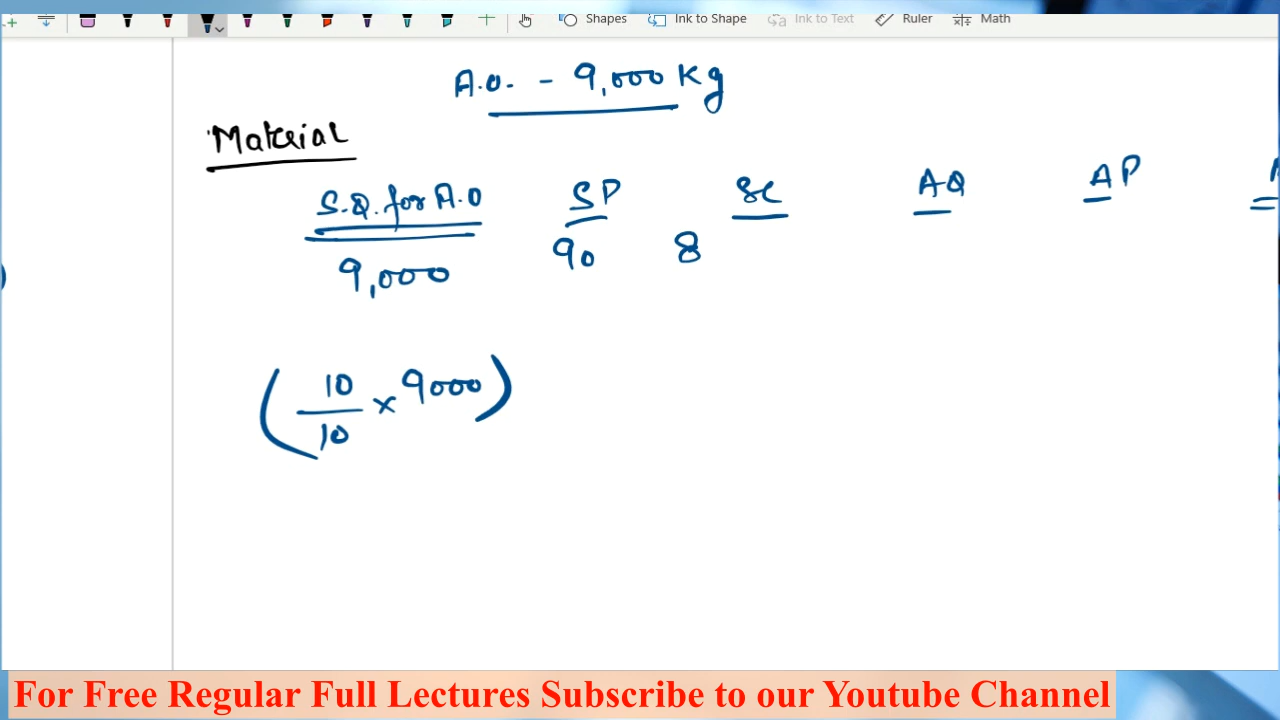 Shapes Ink to Shape Ink to Text Ruler Math
A.O. - 9,000 Kg
Material
S.Q. for A.O SP SC AQ AP
9,000 90 8
( 10/10 × 9000 )
For Free Regular Full Lectures Subscribe to our Youtube Channel